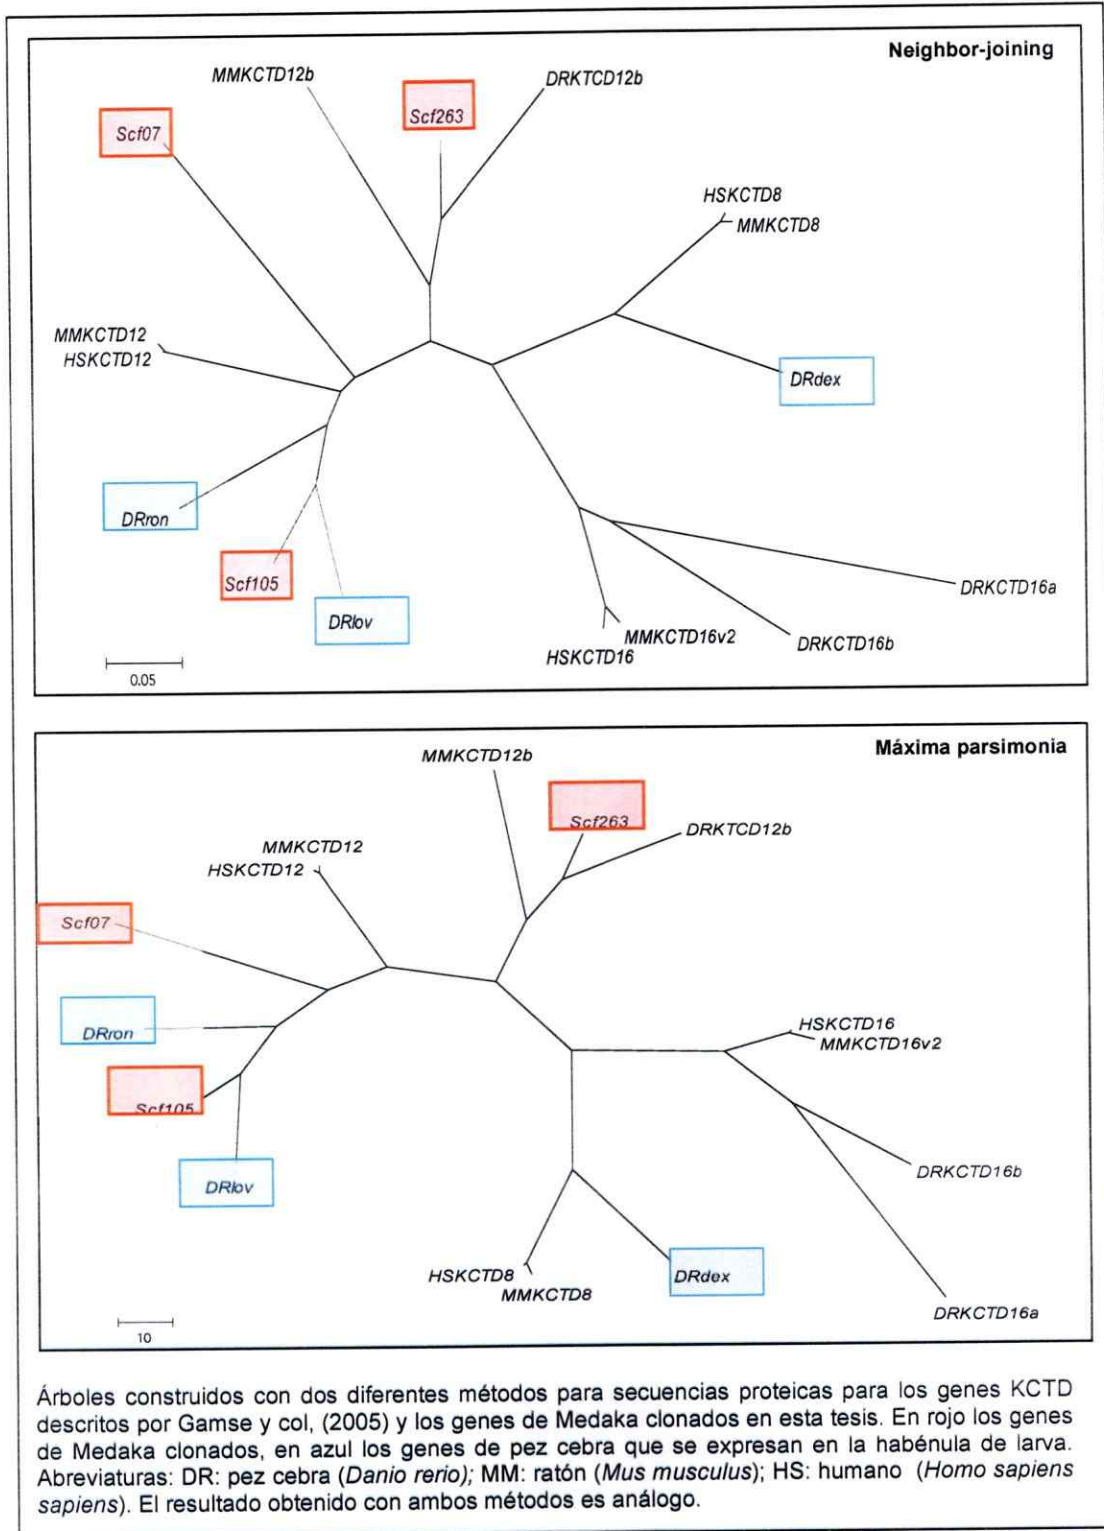 Neighbor-joining
MMKCTD12b
Scf263
DRKTCD12b
Scf07
HSKCTD8
MMKCTD8
MMKCTD12
HSKCTD12
DRdex
DRron
Scf105
DRlov
DRKCTD16a
MMKCTD16v2
DRKCTD16b
HSKCTD16
0.05
Máxima parsimonia
MMKCTD12b
Scf263
DRKTCD12b
MMKCTD12
HSKCTD12
Scf07
DRron
HSKCTD16
MMKCTD16v2
Scf105
DRKCTD16b
DRlov
HSKCTD8
MMKCTD8
DRdex
DRKCTD16a
10
Árboles construidos con dos diferentes métodos para secuencias proteicas para los genes KCTD
descritos por Gamse y col, (2005) y los genes de Medaka clonados en esta tesis. En rojo los genes
de Medaka clonados, en azul los genes de pez cebra que se expresan en la habénula de larva.
Abreviaturas: DR: pez cebra (Danio rerio); MM: ratón (Mus musculus); HS: humano (Homo sapiens
sapiens). El resultado obtenido con ambos métodos es análogo.